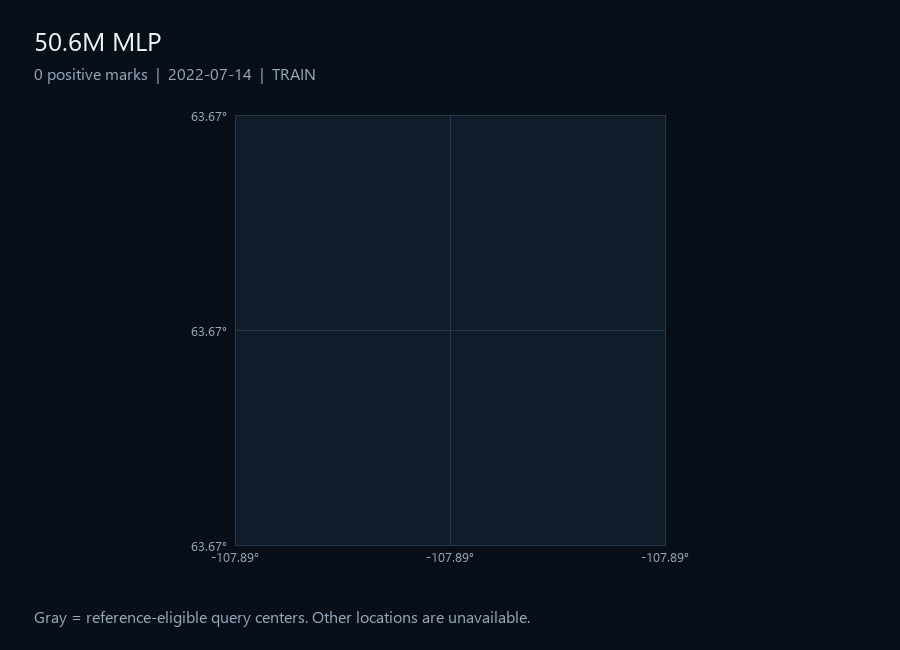 50.6M MLP
0 positive marks | 2022-07-14 | TRAIN
63.67°
63.67°
63.67°
-107.89° -107.89° -107.89°
Gray = reference-eligible query centers. Other locations are unavailable.